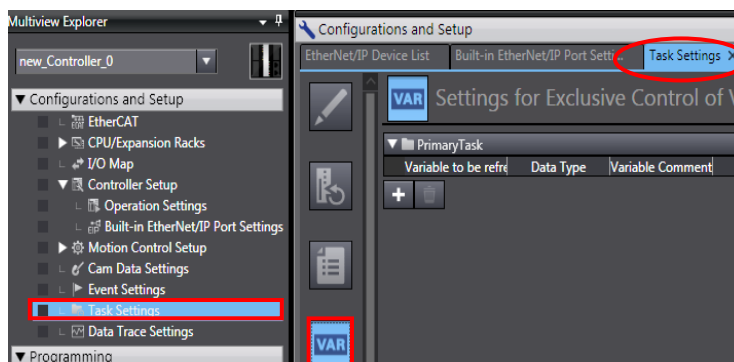 Multiview Explorer
new_Controller_0
Configurations and Setup
EtherCAT
CPU/Expansion Racks
I/O Map
Controller Setup
Operation Settings
Built-in EtherNet/IP Port Settings
Motion Control Setup
Cam Data Settings
Event Settings
Task Settings
Data Trace Settings
Programming
Configurations and Setup
EtherNet/IP Device List Built-in EtherNet/IP Port Setti... Task Settings X
VAR Settings for Exclusive Control of V
PrimaryTask
Variable to be refre Data Type Variable Comment
+
VAR